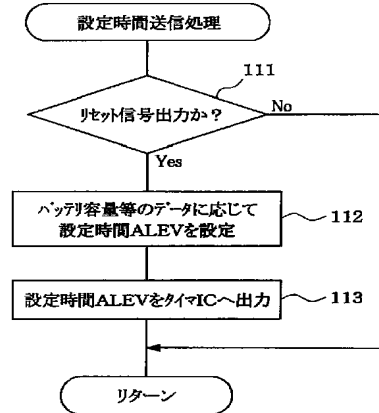 設定時間送信処理
111
リセット信号出力か?
No
Yes
バッテリ容量等のデータに応じて
設定時間ALEVを設定
112
設定時間ALEVをタイマICへ出力
113
リターン